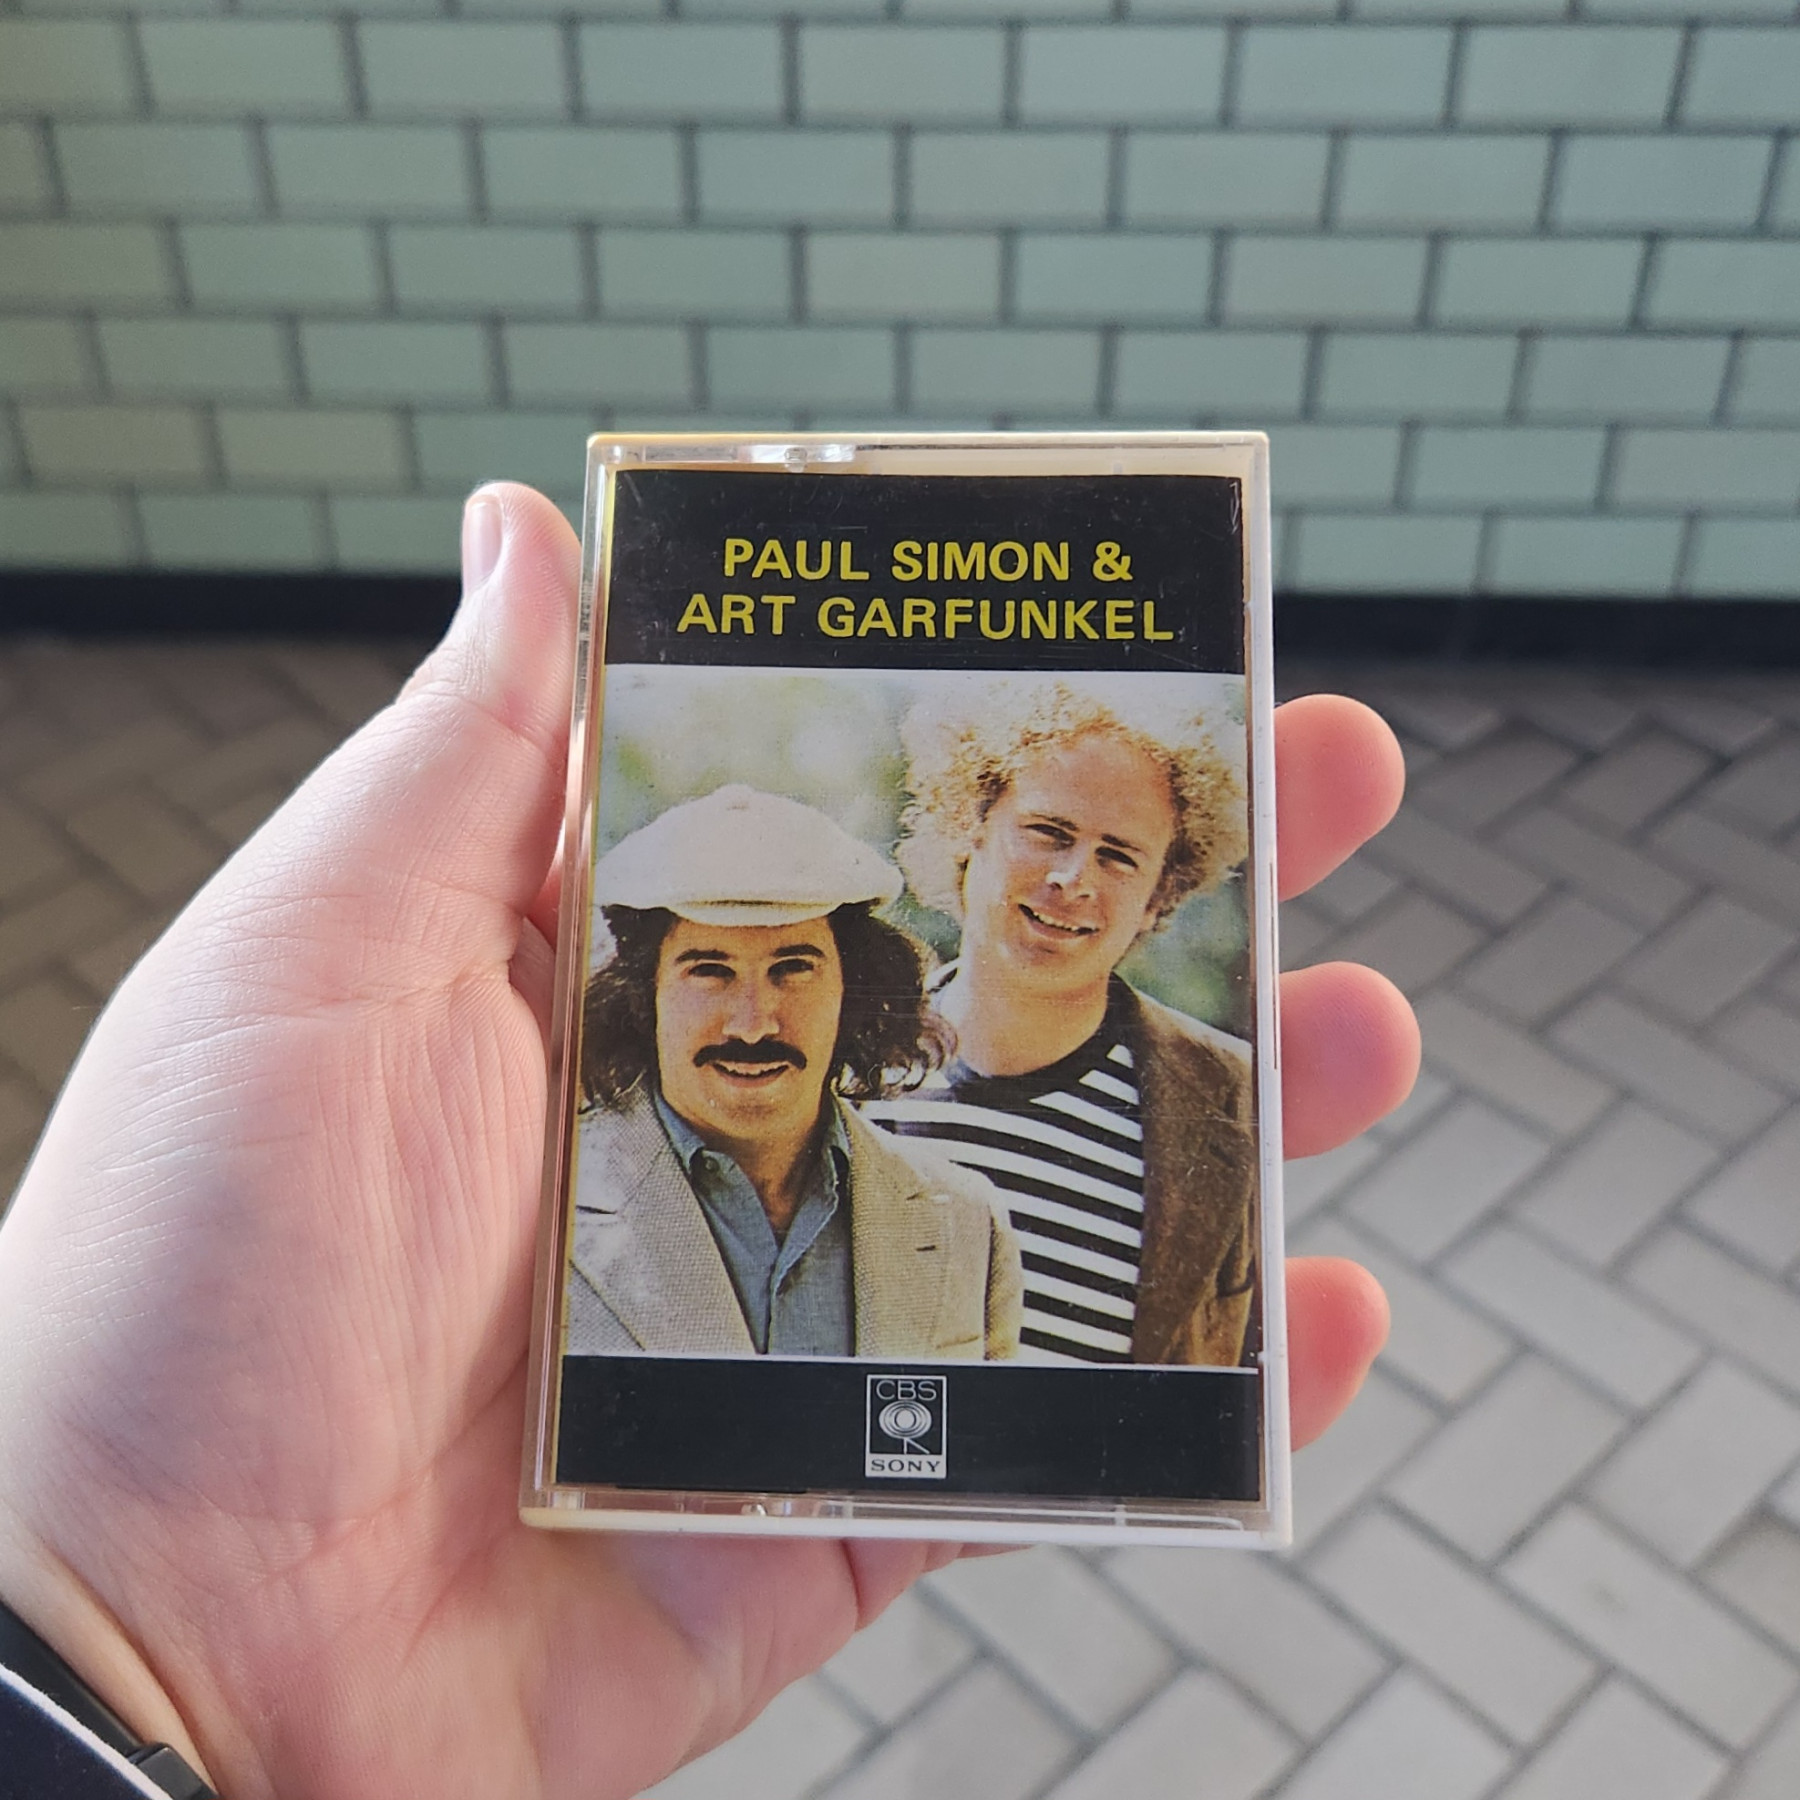 PAUL SIMON &
ART GARFUNKEL
CBS
SONY